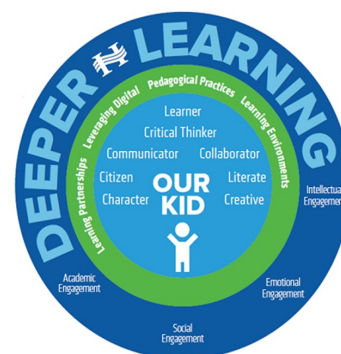 DEEPER LEARNING
Learning Partnerships
Leveraging Digital
Pedagogical Practices
Learning Environments
Learner
Critical Thinker
Communicator
Collaborator
Citizen
Literate
Character
Creative
OUR
KID
Academic
Engagement
Social
Engagement
Emotional
Engagement
Intellectual
Engagement